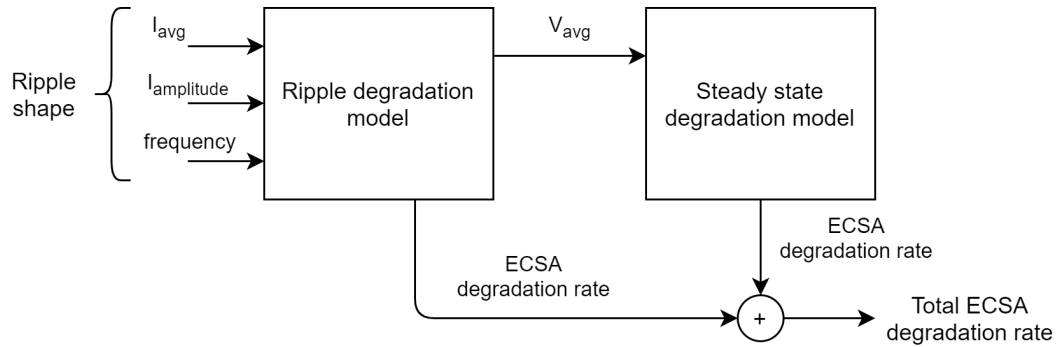 Ripple
shape
I_avg
I_amplitude
frequency
Ripple degradation
model
V_avg
Steady state
degradation model
ECSA
degradation rate
ECSA
degradation rate
+
Total ECSA
degradation rate